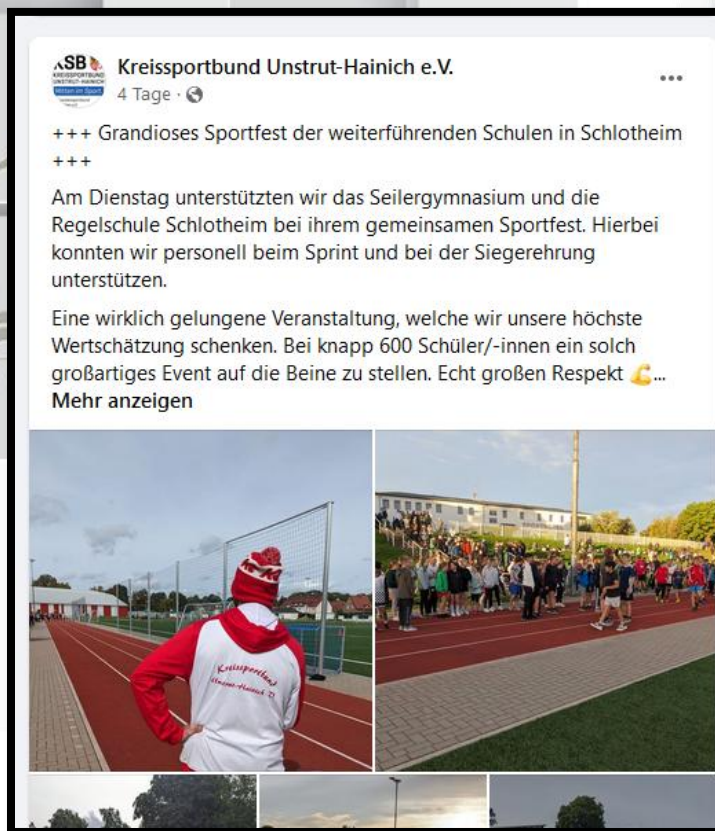 KSB
KREISSPORTBUND
UNSTRUT-HAINICH
Mitten im Sport
Kreissportbund Unstrut-Hainich e.V.
4 Tage ·
+++ Grandioses Sportfest der weiterführenden Schulen in Schlotheim
+++
Am Dienstag unterstützten wir das Seilergymnasium und die
Regelschule Schlotheim bei ihrem gemeinsamen Sportfest. Hierbei
konnten wir personell beim Sprint und bei der Siegerehrung
unterstützen.
Eine wirklich gelungene Veranstaltung, welche wir unsere höchste
Wertschätzung schenken. Bei knapp 600 Schüler/-innen ein solch
großartiges Event auf die Beine zu stellen. Echt großen Respekt 💪...
Mehr anzeigen
Kreissportbund
Unstrut-Hainich